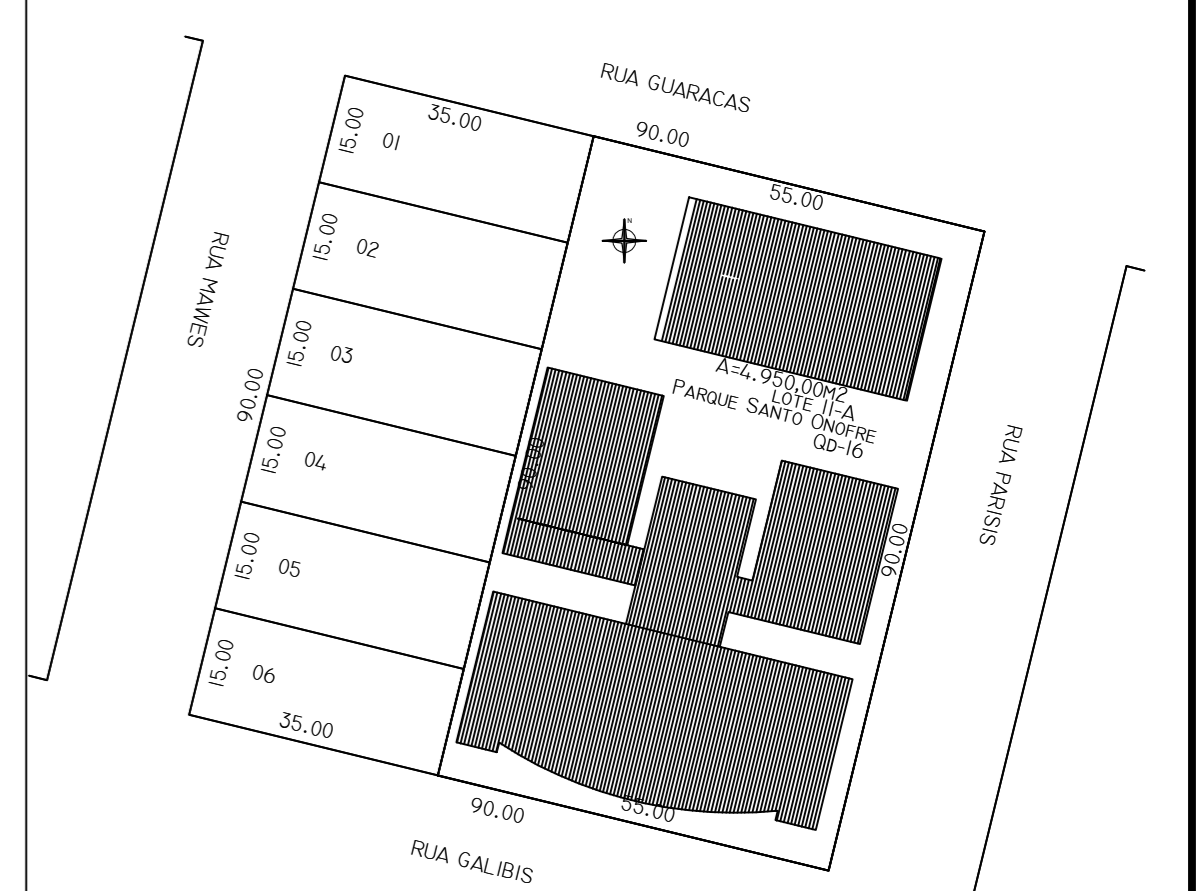 RUA GUARACAS
35.00
90.00
55.00
15.00
01
N
15.00
02
RUA MAWES
15.00
03
A=4.950,00M2
LOTE 11-A
PARQUE SANTO ONOFRE
QD-16
90.00
15.00
04
90.00
RUA PARISIS
15.00
05
90.00
15.00
06
35.00
90.00
55.00
RUA GALIBIS